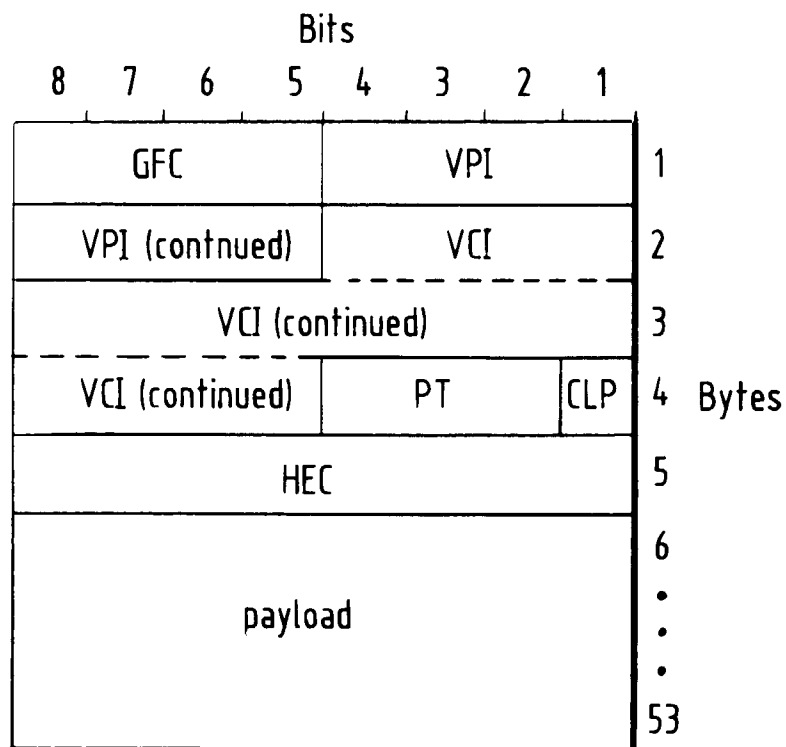 Bits
8 7 6 5 4 3 2 1
GFC VPI 1
VPI (contnued) VCI 2
VCI (continued) 3
VCI (continued) PT CLP 4 Bytes
HEC 5
6
payload
53